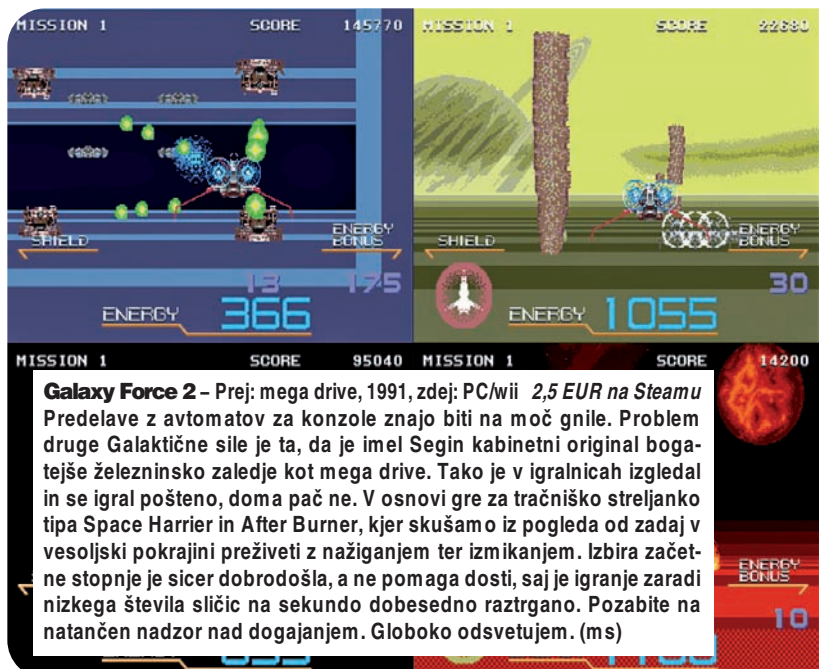 MISSION 1 SCORE 145770
SHIELD
ENERGY BONUS
13 175
ENERGY 366
MISSION 1 SCORE 22680
SHIELD
ENERGY BONUS
30
ENERGY 1055
MISSION 1 SCORE 95040
MISSION 1 SCORE 14200
Galaxy Force 2 – Prej: mega drive, 1991, zdej: PC/wii 2,5 EUR na Steamu
Predelave z avtomatov za konzole znajo biti na moč gnile. Problem
druge Galaktične sile je ta, da je imel Segin kabinetni original boga-
tejše železninsko zaledje kot mega drive. Tako je v igralnicah izgledal
in se igral pošteno, doma pač ne. V osnovi gre za tračniško streljanko
tipa Space Harrier in After Burner, kjer skušamo iz pogleda od zadaj v
vesoljski pokrajini preživeti z nažiganjem ter izmikanjem. Izbira začet-
ne stopnje je sicer dobrodošla, a ne pomaga dosti, saj je igranje zaradi
nizkega števila sličic na sekundo dobesedno raztrgano. Pozabite na
natančen nadzor nad dogajanjem. Globoko odsvetujem. (ms)
ENERGY
BONUS
10